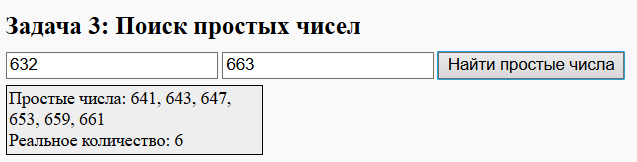 Задача 3: Поиск простых чисел
632 663 Найти простые числа
Простые числа: 641, 643, 647,
653, 659, 661
Реальное количество: 6